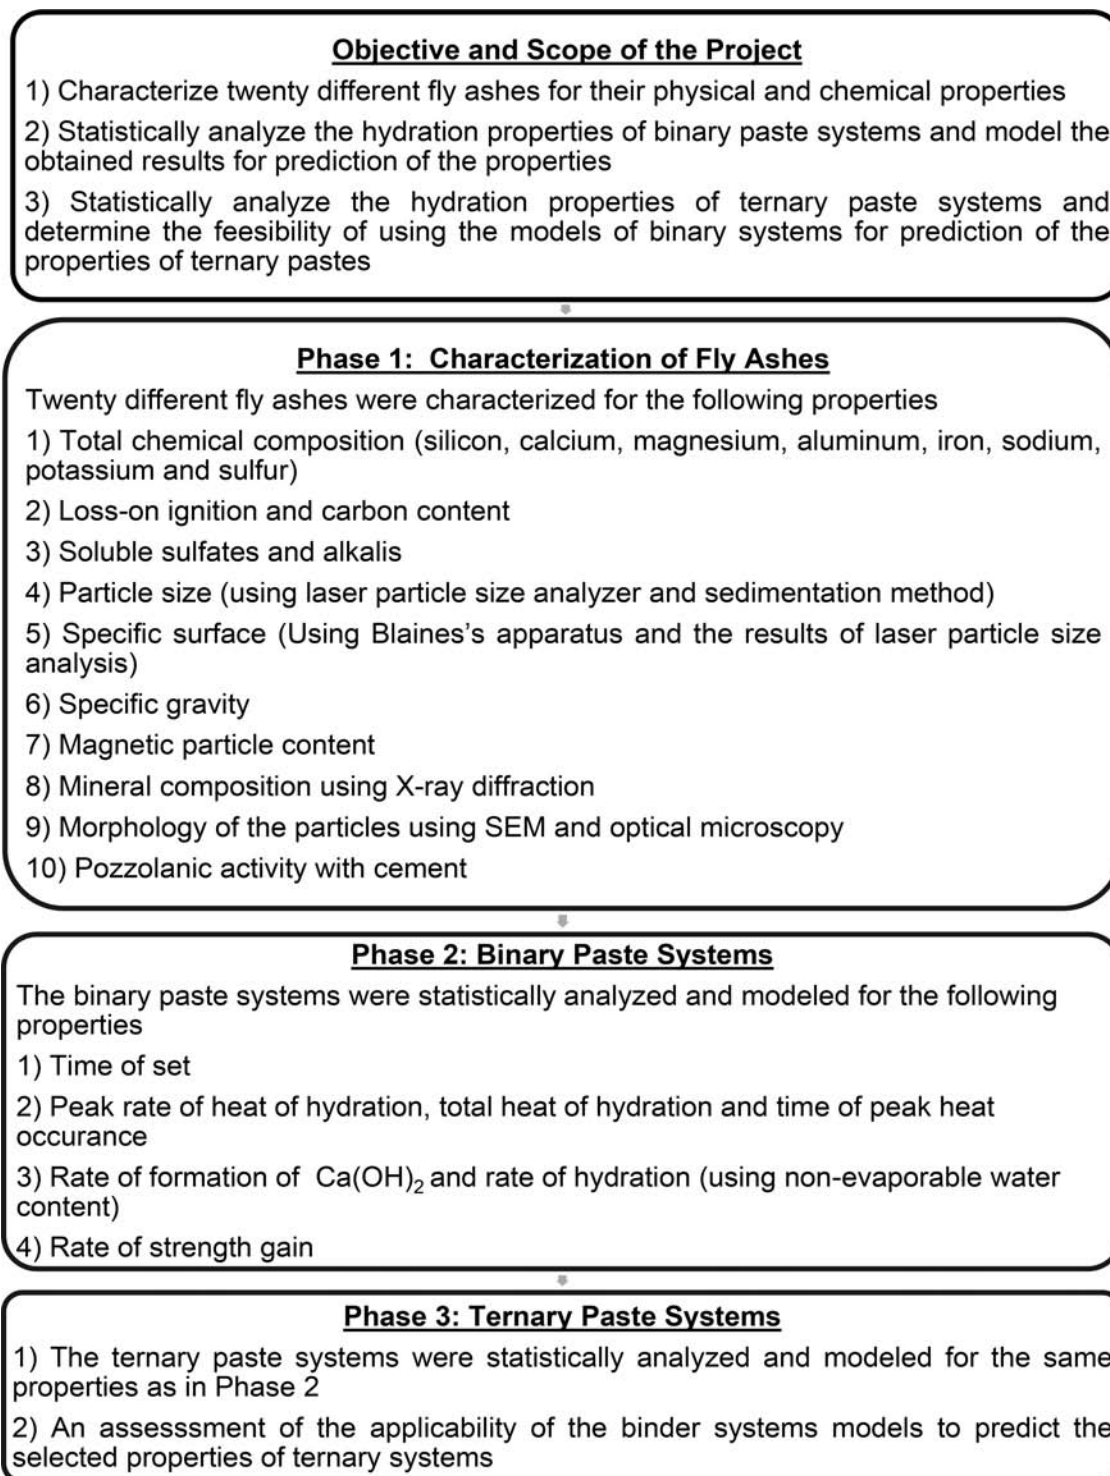 Objective and Scope of the Project
1) Characterize twenty different fly ashes for their physical and chemical properties
2) Statistically analyze the hydration properties of binary paste systems and model the
obtained results for prediction of the properties
3) Statistically analyze the hydration properties of ternary paste systems and
determine the feesibility of using the models of binary systems for prediction of the
properties of ternary pastes
Phase 1:  Characterization of Fly Ashes
Twenty different fly ashes were characterized for the following properties
1) Total chemical composition (silicon, calcium, magnesium, aluminum, iron, sodium,
potassium and sulfur)
2) Loss-on ignition and carbon content
3) Soluble sulfates and alkalis
4) Particle size (using laser particle size analyzer and sedimentation method)
5) Specific surface (Using Blaines’s apparatus and the results of laser particle size
analysis)
6) Specific gravity
7) Magnetic particle content
8) Mineral composition using X-ray diffraction
9) Morphology of the particles using SEM and optical microscopy
10) Pozzolanic activity with cement
Phase 2: Binary Paste Systems
The binary paste systems were statistically analyzed and modeled for the following
properties
1) Time of set
2) Peak rate of heat of hydration, total heat of hydration and time of peak heat
occurance
3) Rate of formation of  Ca(OH)₂ and rate of hydration (using non-evaporable water
content)
4) Rate of strength gain
Phase 3: Ternary Paste Systems
1) The ternary paste systems were statistically analyzed and modeled for the same
properties as in Phase 2
2) An assesssment of the applicability of the binder systems models to predict the
selected properties of ternary systems